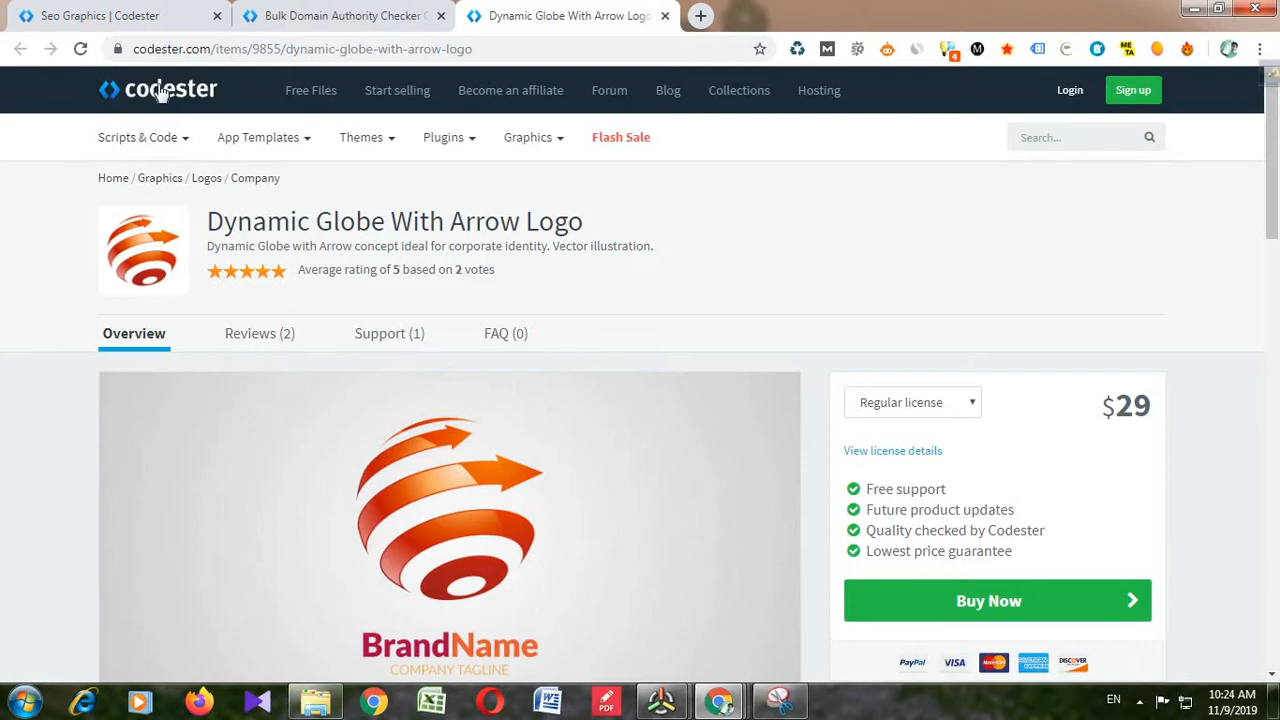 Seo Graphics | Codester
Bulk Domain Authority Checker
Dynamic Globe With Arrow Logo
codester.com/items/9855/dynamic-globe-with-arrow-logo
M
M
META
4
codester
Free Files
Start selling
Become an affiliate
Forum
Blog
Collections
Hosting
Login
Sign up
Scripts & Code
App Templates
Themes
Plugins
Graphics
Flash Sale
Search...
Home / Graphics / Logos / Company
Dynamic Globe With Arrow Logo
Dynamic Globe with Arrow concept ideal for corporate identity. Vector illustration.
Average rating of 5 based on 2 votes
Overview
Reviews (2)
Support (1)
FAQ (0)
Regular license
$29
View license details
Free support
Future product updates
Quality checked by Codester
Lowest price guarantee
Buy Now
BrandName
COMPANY TAGLINE
PayPal
VISA
MasterCard
DISCOVER
PDF
EN
10:24 AM
11/9/2019